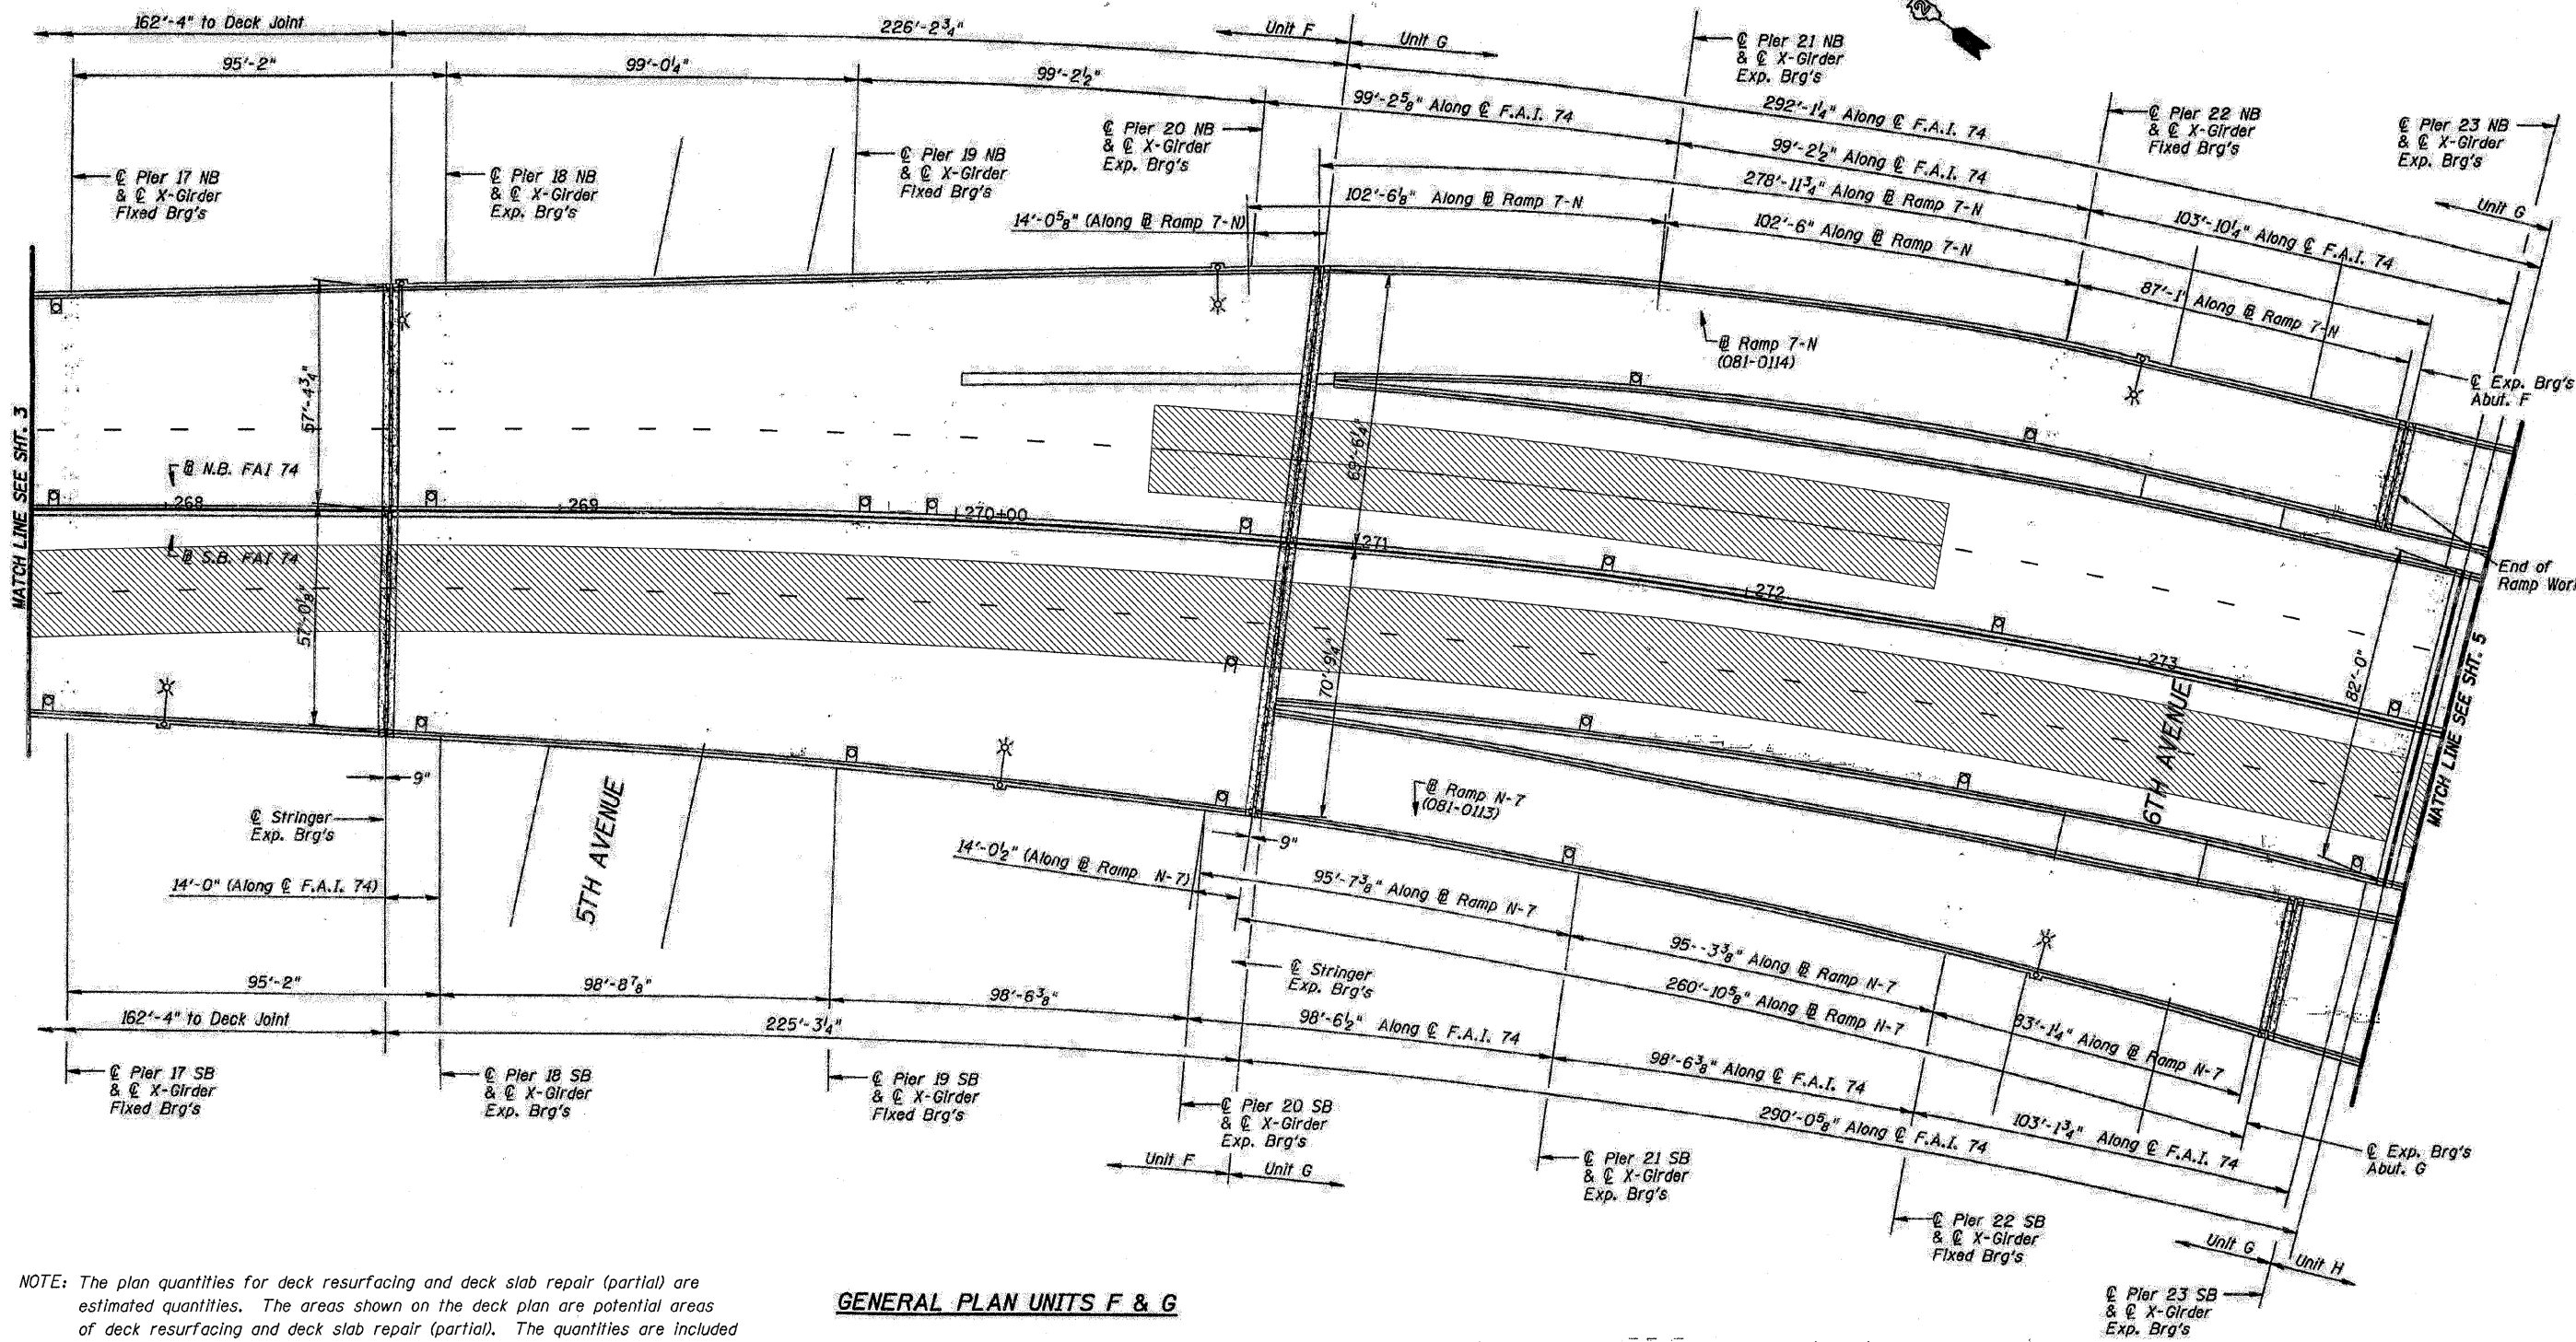 162'-4" to Deck Joint
226'-2¾"
Unit F
Unit G
95'-2"
99'-0¼"
99'-2½"
99'-2⅝" Along ℄ F.A.I. 74
292'-1¼" Along ℄ F.A.I. 74
99'-2½" Along ℄ F.A.I. 74
278'-11¾" Along ⅊ Ramp 7-N
103'-10¼" Along ℄ F.A.I. 74
102'-6⅛" Along ⅊ Ramp 7-N
102'-6" Along ⅊ Ramp 7-N
87'-1" Along ⅊ Ramp 7-N
14'-0⅝" (Along ⅊ Ramp 7-N)
Unit G
℄ Pier 17 NB
& ℄ X-Girder
Fixed Brg's
℄ Pier 18 NB
& ℄ X-Girder
Exp. Brg's
℄ Pier 19 NB
& ℄ X-Girder
Fixed Brg's
℄ Pier 20 NB
& ℄ X-Girder
Exp. Brg's
℄ Pier 21 NB
& ℄ X-Girder
Exp. Brg's
℄ Pier 22 NB
& ℄ X-Girder
Fixed Brg's
℄ Pier 23 NB
& ℄ X-Girder
Exp. Brg's
⅊ Ramp 7-N
(081-0114)
℄ Exp. Brg's
Abut. F
End of
Ramp Wor
MATCH LINE SEE SHT. 3
57'-4¾"
57'-0⅛"
⅊ N.B. FAI 74
⅊ S.B. FAI 74
268
269
270+00
271
272
273
69'-6¼"
70'-9¼"
82'-0"
6TH AVENUE
MATCH LINE SEE SHT. 5
9"
℄ Stringer
Exp. Brg's
5TH AVENUE
14'-0" (Along ℄ F.A.I. 74)
⅊ Ramp N-7
(081-0113)
9"
14'-0½" (Along ⅊ Ramp N-7)
95'-7⅜" Along ⅊ Ramp N-7
95--3⅜" Along ⅊ Ramp N-7
260'-10⅝" Along ⅊ Ramp N-7
83'-1¼" Along ⅊ Ramp N-7
℄ Stringer
Exp. Brg's
95'-2"
98'-8⅞"
98'-6⅜"
98'-6½" Along ℄ F.A.I. 74
98'-6⅜" Along ℄ F.A.I. 74
103'-1¾" Along ℄ F.A.I. 74
162'-4" to Deck Joint
225'-3¼"
290'-0⅝" Along ℄ F.A.I. 74
℄ Pier 17 SB
& ℄ X-Girder
Fixed Brg's
℄ Pier 18 SB
& ℄ X-Girder
Exp. Brg's
℄ Pier 19 SB
& ℄ X-Girder
Fixed Brg's
℄ Pier 20 SB
& ℄ X-Girder
Exp. Brg's
Unit F
Unit G
℄ Pier 21 SB
& ℄ X-Girder
Exp. Brg's
℄ Pier 22 SB
& ℄ X-Girder
Fixed Brg's
℄ Exp. Brg's
Abut. G
Unit G
Unit H
℄ Pier 23 SB
& ℄ X-Girder
Exp. Brg's
NOTE: The plan quantities for deck resurfacing and deck slab repair (partial) are
estimated quantities. The areas shown on the deck plan are potential areas
of deck resurfacing and deck slab repair (partial). The quantities are included
GENERAL PLAN UNITS F & G